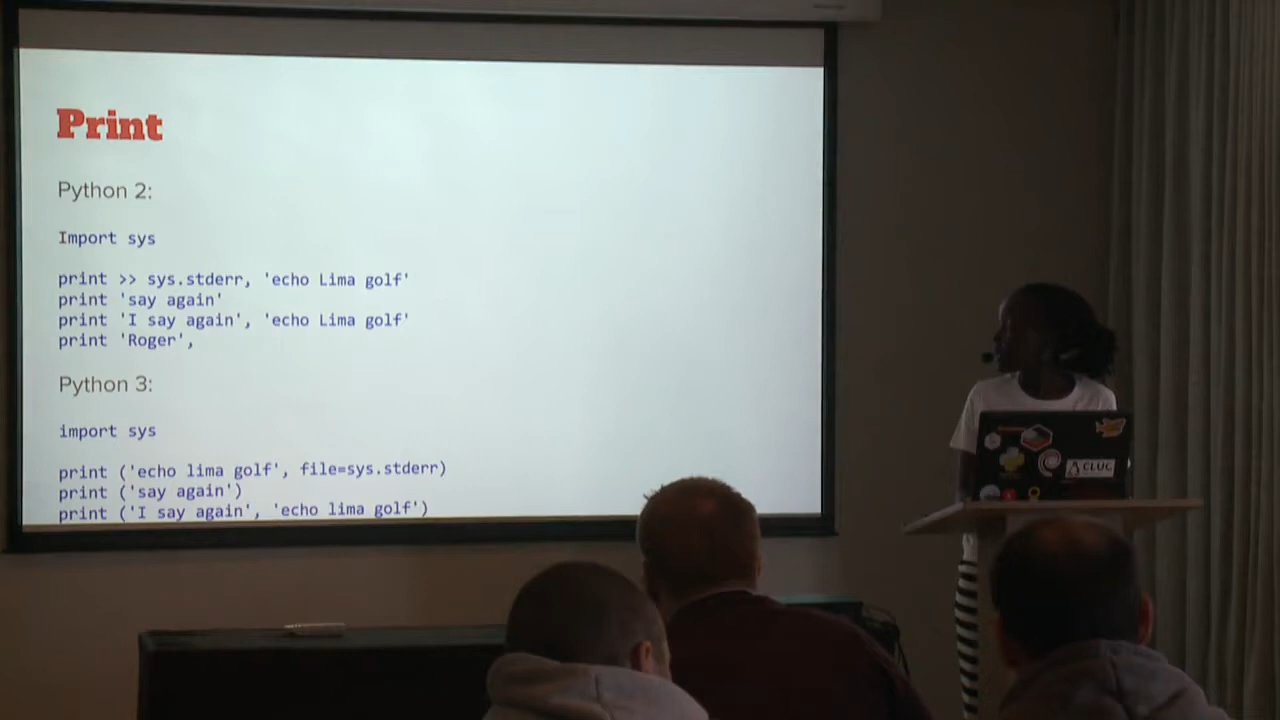 Print
Python 2:
Import sys
print >> sys.stderr, 'echo Lima golf'
print 'say again'
print 'I say again', 'echo Lima golf'
print 'Roger',
Python 3:
import sys
print ('echo lima golf', file=sys.stderr)
print ('say again')
print ('I say again', 'echo lima golf')
CLUG